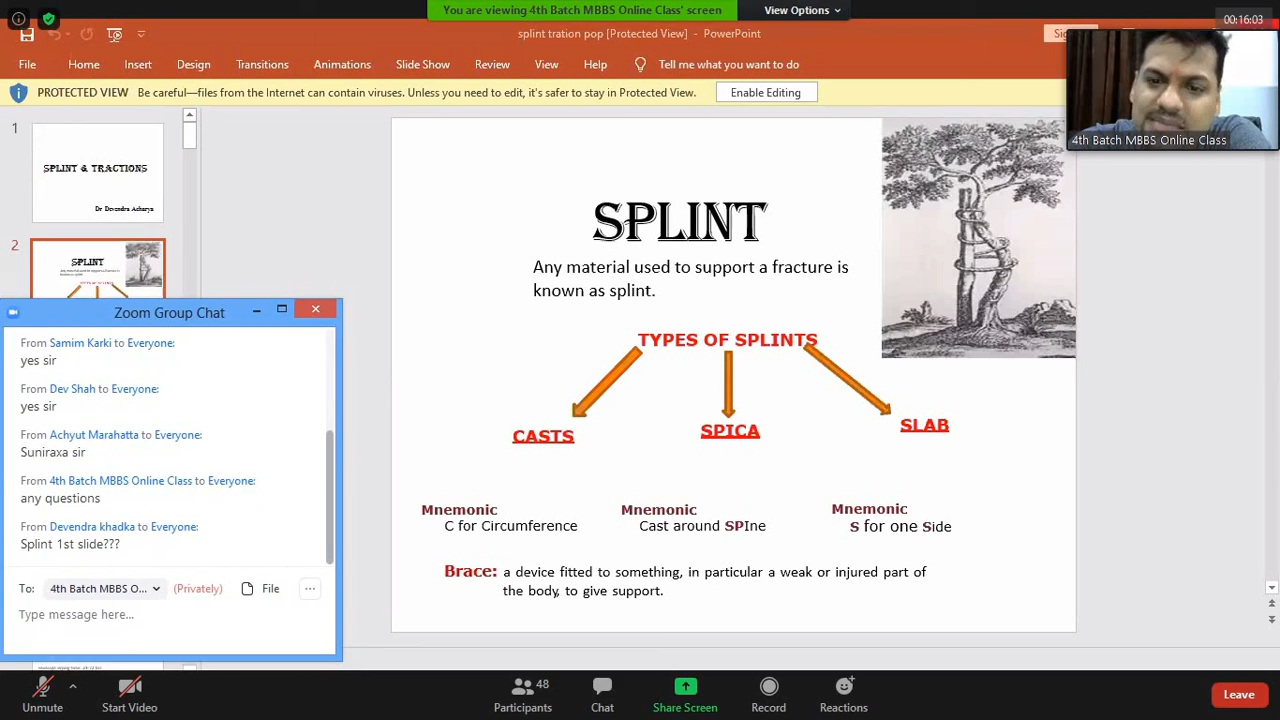 You are viewing 4th Batch MBBS Online Class' screen
View Options
00:16:03
splint tration pop [Protected View] - PowerPoint
File Home Insert Design Transitions Animations Slide Show Review View Help Tell me what you want to do
PROTECTED VIEW Be careful—files from the Internet can contain viruses. Unless you need to edit, it's safer to stay in Protected View. Enable Editing
4th Batch MBBS Online Class
1
SPLINT & TRACTIONS
Dr Devendra Acharya
2
SPLINT
Any material used to support a fracture is
known as splint.
TYPES OF SPLINTS
CASTS
SPICA
SLAB
Mnemonic
C for Circumference
Mnemonic
Cast around SPIne
Mnemonic
S for one Side
Brace: a device fitted to something, in particular a weak or injured part of
the body, to give support.
Zoom Group Chat
From Samim Karki to Everyone:
yes sir
From Dev Shah to Everyone:
yes sir
From Achyut Marahatta to Everyone:
Suniraxa sir
From 4th Batch MBBS Online Class to Everyone:
any questions
From Devendra khadka to Everyone:
Splint 1st slide???
To: 4th Batch MBBS O... (Privately) File
Type message here...
Unmute
Start Video
48
Participants
Chat
Share Screen
Record
Reactions
Leave